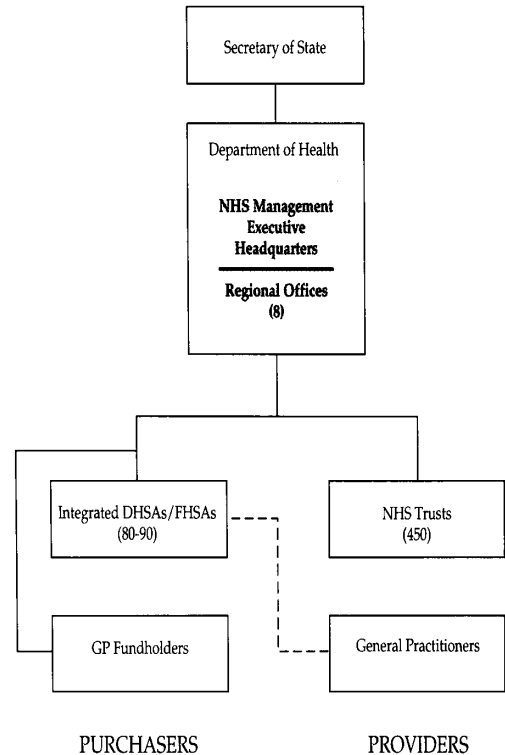 Secretary of State
Department of Health
NHS Management
Executive
Headquarters
Regional Offices
(8)
Integrated DHSAs/FHSAs
(80-90)
NHS Trusts
(450)
GP Fundholders
General Practitioners
PURCHASERS
PROVIDERS